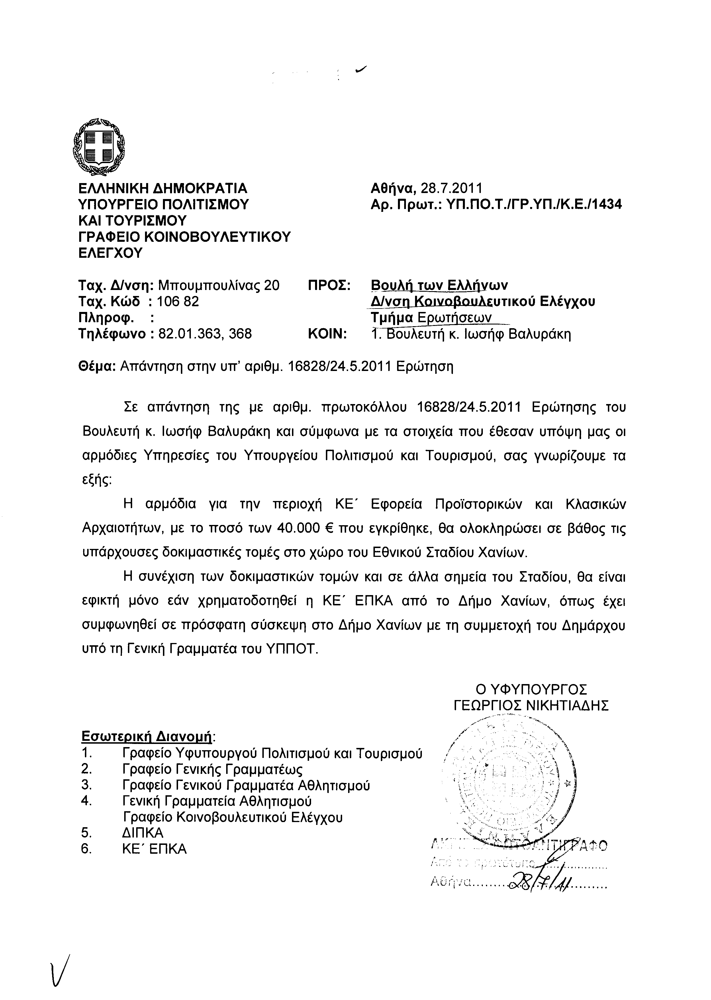 ΕΛΛΗΝΙΚΗ ΔΗΜΟΚΡΑΤΙΑ
ΥΠΟΥΡΓΕΙΟ ΠΟΛΙΤΙΣΜΟΥ
ΚΑΙ ΤΟΥΡΙΣΜΟΥ
ΓΡΑΦΕΙΟ ΚΟΙΝΟΒΟΥΛΕΥΤΙΚΟΥ
ΕΛΕΓΧΟΥ
Αθήνα, 28.7.2011
Αρ. Πρωτ.: ΥΠ.ΠΟ.Τ./ΓΡ.ΥΠ./Κ.Ε./1434
Ταχ. Δ/νση: Μπουμπουλίνας 20
Ταχ. Κώδ : 106 82
Πληροφ. :
Τηλέφωνο : 82.01.363, 368
ΠΡΟΣ: Βουλή των Ελλήνων
Δ/νση Κοινοβουλευτικού Ελέγχου
Τμήμα Ερωτήσεων
ΚΟΙΝ: 1. Βουλευτή κ. Ιωσήφ Βαλυράκη
Θέμα: Απάντηση στην υπ’ αριθμ. 16828/24.5.2011 Ερώτηση
Σε απάντηση της με αριθμ. πρωτοκόλλου 16828/24.5.2011 Ερώτησης του
Βουλευτή κ. Ιωσήφ Βαλυράκη και σύμφωνα με τα στοιχεία που έθεσαν υπόψη μας οι
αρμόδιες Υπηρεσίες του Υπουργείου Πολιτισμού και Τουρισμού, σας γνωρίζουμε τα
εξής:
Η αρμόδια για την περιοχή ΚΕ΄ Εφορεία Προϊστορικών και Κλασικών
Αρχαιοτήτων, με το ποσό των 40.000 € που εγκρίθηκε, θα ολοκληρώσει σε βάθος τις
υπάρχουσες δοκιμαστικές τομές στο χώρο του Εθνικού Σταδίου Χανίων.
Η συνέχιση των δοκιμαστικών τομών και σε άλλα σημεία του Σταδίου, θα είναι
εφικτή μόνο εάν χρηματοδοτηθεί η ΚΕ΄ ΕΠΚΑ από το Δήμο Χανίων, όπως έχει
συμφωνηθεί σε πρόσφατη σύσκεψη στο Δήμο Χανίων με τη συμμετοχή του Δημάρχου
υπό τη Γενική Γραμματέα του ΥΠΠΟΤ.
Ο ΥΦΥΠΟΥΡΓΟΣ
ΓΕΩΡΓΙΟΣ ΝΙΚΗΤΙΑΔΗΣ
Εσωτερική Διανομή:
1. Γραφείο Υφυπουργού Πολιτισμού και Τουρισμού
2. Γραφείο Γενικής Γραμματέως
3. Γραφείο Γενικού Γραμματέα Αθλητισμού
4. Γενική Γραμματεία Αθλητισμού
Γραφείο Κοινοβουλευτικού Ελέγχου
5. ΔΙΠΚΑ
6. ΚΕ΄ ΕΠΚΑ
Από το πρωτότυπο
Αθήνα 28/7/11